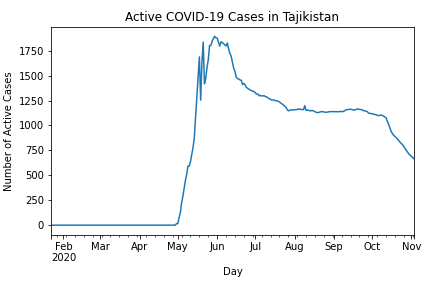 Active COVID-19 Cases in Tajikistan
Number of Active Cases
1750
1500
1250
1000
750
500
250
0
Feb Mar Apr May Jun Jul Aug Sep Oct Nov
2020
Day